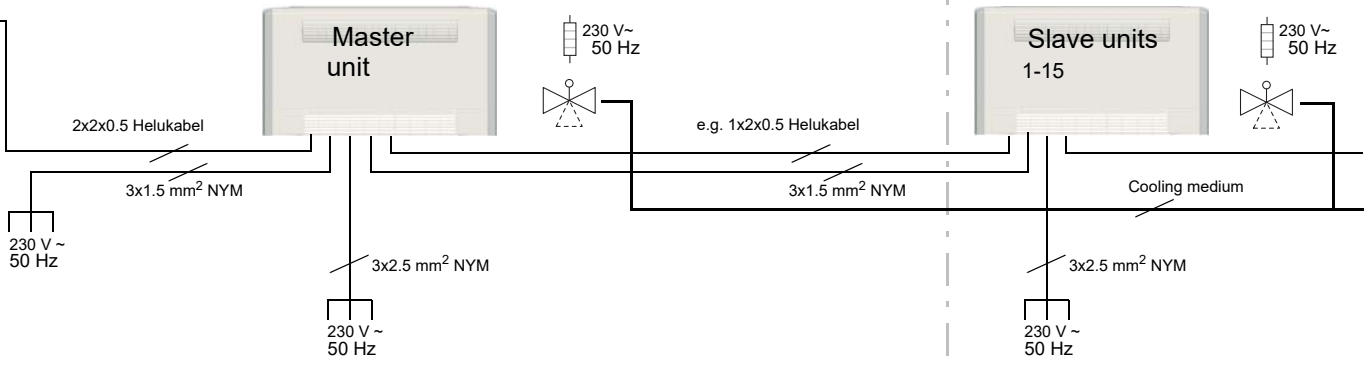 Master
unit
230 V~
50 Hz
Slave units
1-15
230 V~
50 Hz
2x2x0.5 Helukabel
e.g. 1x2x0.5 Helukabel
3x1.5 mm² NYM
3x1.5 mm² NYM
Cooling medium
230 V ~
50 Hz
3x2.5 mm² NYM
3x2.5 mm² NYM
230 V ~
50 Hz
230 V ~
50 Hz